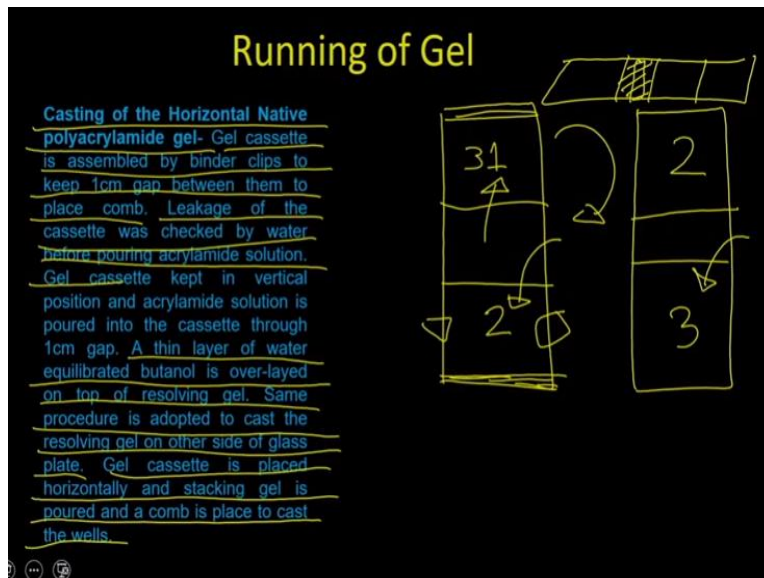 Running of Gel
Casting of the Horizontal Native
polyacrylamide gel- Gel cassette
is assembled by binder clips to
keep 1cm gap between them to
place comb. Leakage of the
cassette was checked by water
before pouring acrylamide solution.
Gel cassette kept in vertical
position and acrylamide solution is
poured into the cassette through
1cm gap. A thin layer of water
equilibrated butanol is over-layed
on top of resolving gel. Same
procedure is adopted to cast the
resolving gel on other side of glass
plate. Gel cassette is placed
horizontally and stacking gel is
poured and a comb is place to cast
the wells.
31
2
2
3